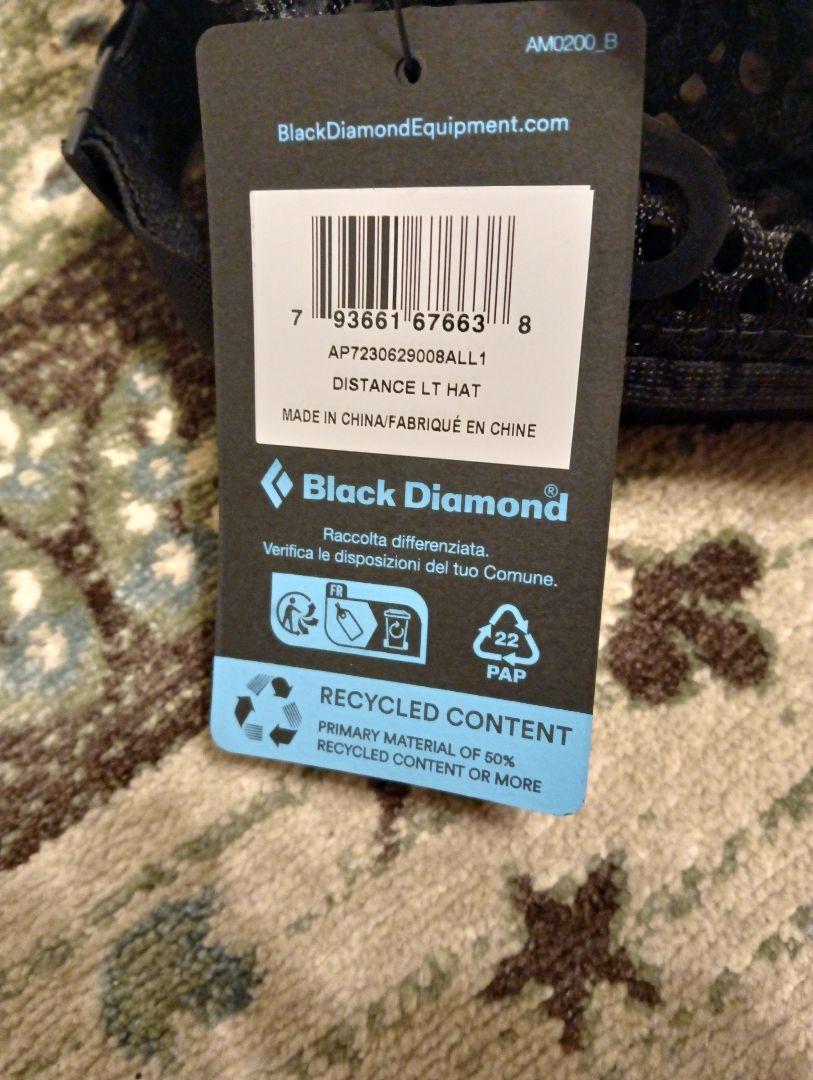 AM0200_B
BlackDiamondEquipment.com
7 93661 67663 8
AP7230629008ALL1
DISTANCE LT HAT
MADE IN CHINA/FABRIQUÉ EN CHINE
Black Diamond®
Raccolta differenziata.
Verifica le disposizioni del tuo Comune.
FR
22
PAP
RECYCLED CONTENT
PRIMARY MATERIAL OF 50%
RECYCLED CONTENT OR MORE